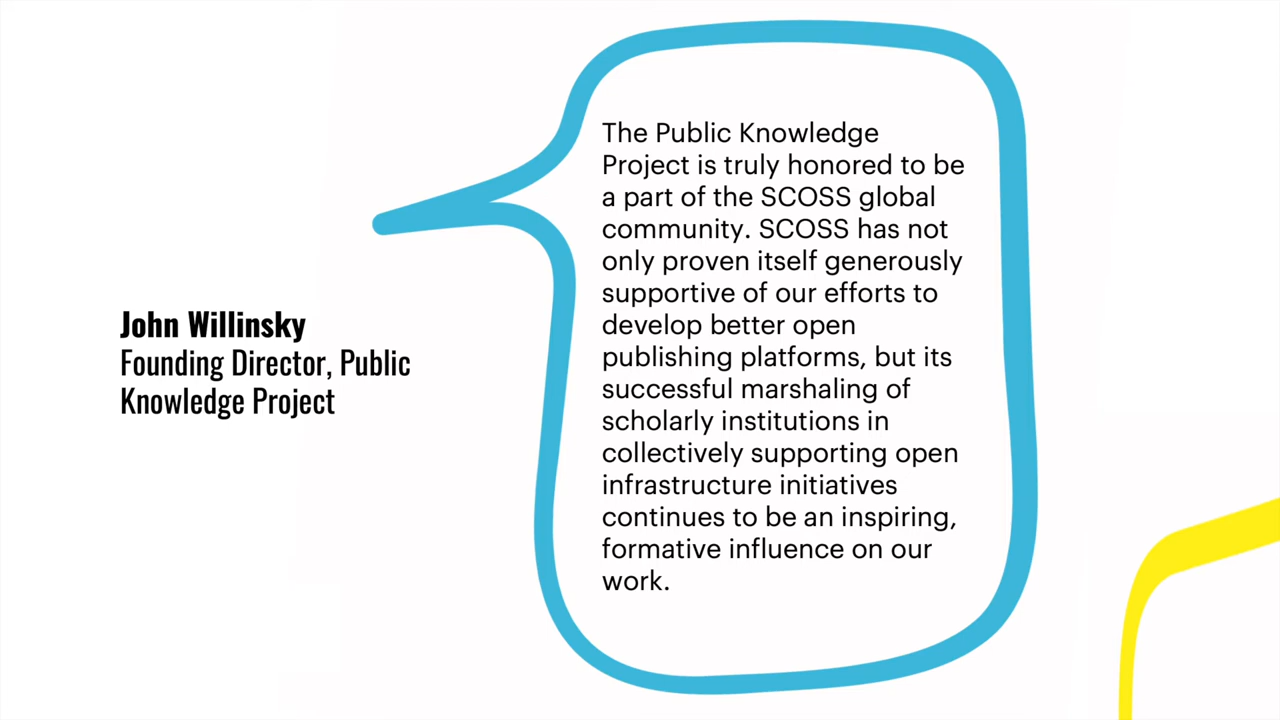 John Willinsky
Founding Director, Public
Knowledge Project
The Public Knowledge
Project is truly honored to be
a part of the SCOSS global
community. SCOSS has not
only proven itself generously
supportive of our efforts to
develop better open
publishing platforms, but its
successful marshaling of
scholarly institutions in
collectively supporting open
infrastructure initiatives
continues to be an inspiring,
formative influence on our
work.